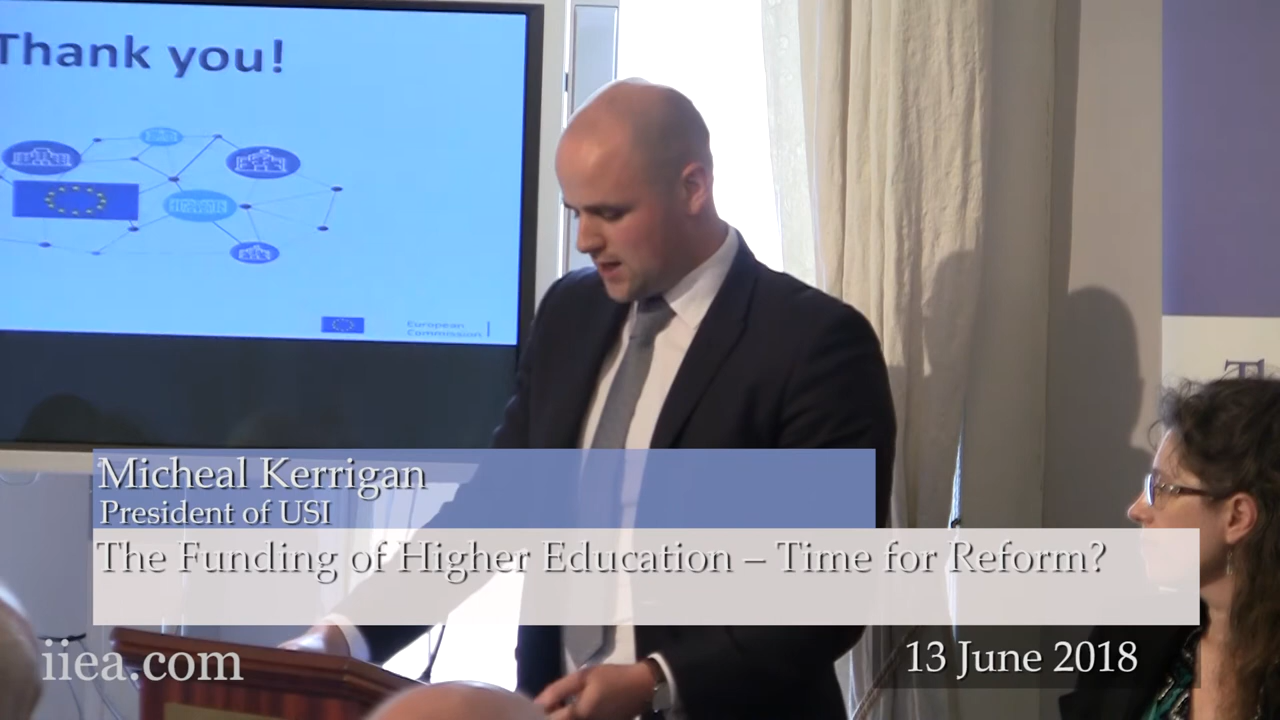 Thank you!
European
Commission
Micheal Kerrigan
President of USI
The Funding of Higher Education – Time for Reform?
iiea.com
13 June 2018